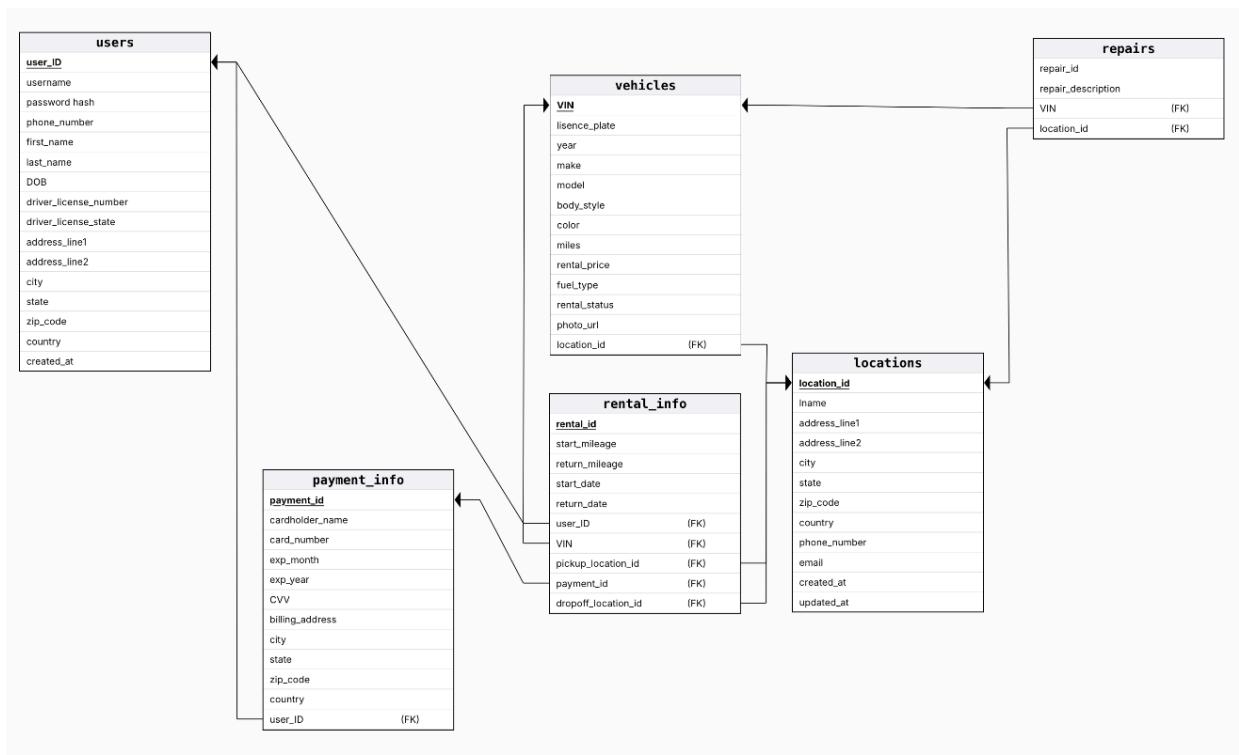 users
user_ID
username
password hash
phone_number
first_name
last_name
DOB
driver_license_number
driver_license_state
address_line1
address_line2
city
state
zip_code
country
created_at
vehicles
VIN
lisence_plate
year
make
model
body_style
color
miles
rental_price
fuel_type
rental_status
photo_url
location_id (FK)
repairs
repair_id
repair_description
VIN (FK)
location_id (FK)
locations
location_id
lname
address_line1
address_line2
city
state
zip_code
country
phone_number
email
created_at
updated_at
rental_info
rental_id
start_mileage
return_mileage
start_date
return_date
user_ID (FK)
VIN (FK)
pickup_location_id (FK)
payment_id (FK)
dropoff_location_id (FK)
payment_info
payment_id
cardholder_name
card_number
exp_month
exp_year
CVV
billing_address
city
state
zip_code
country
user_ID (FK)